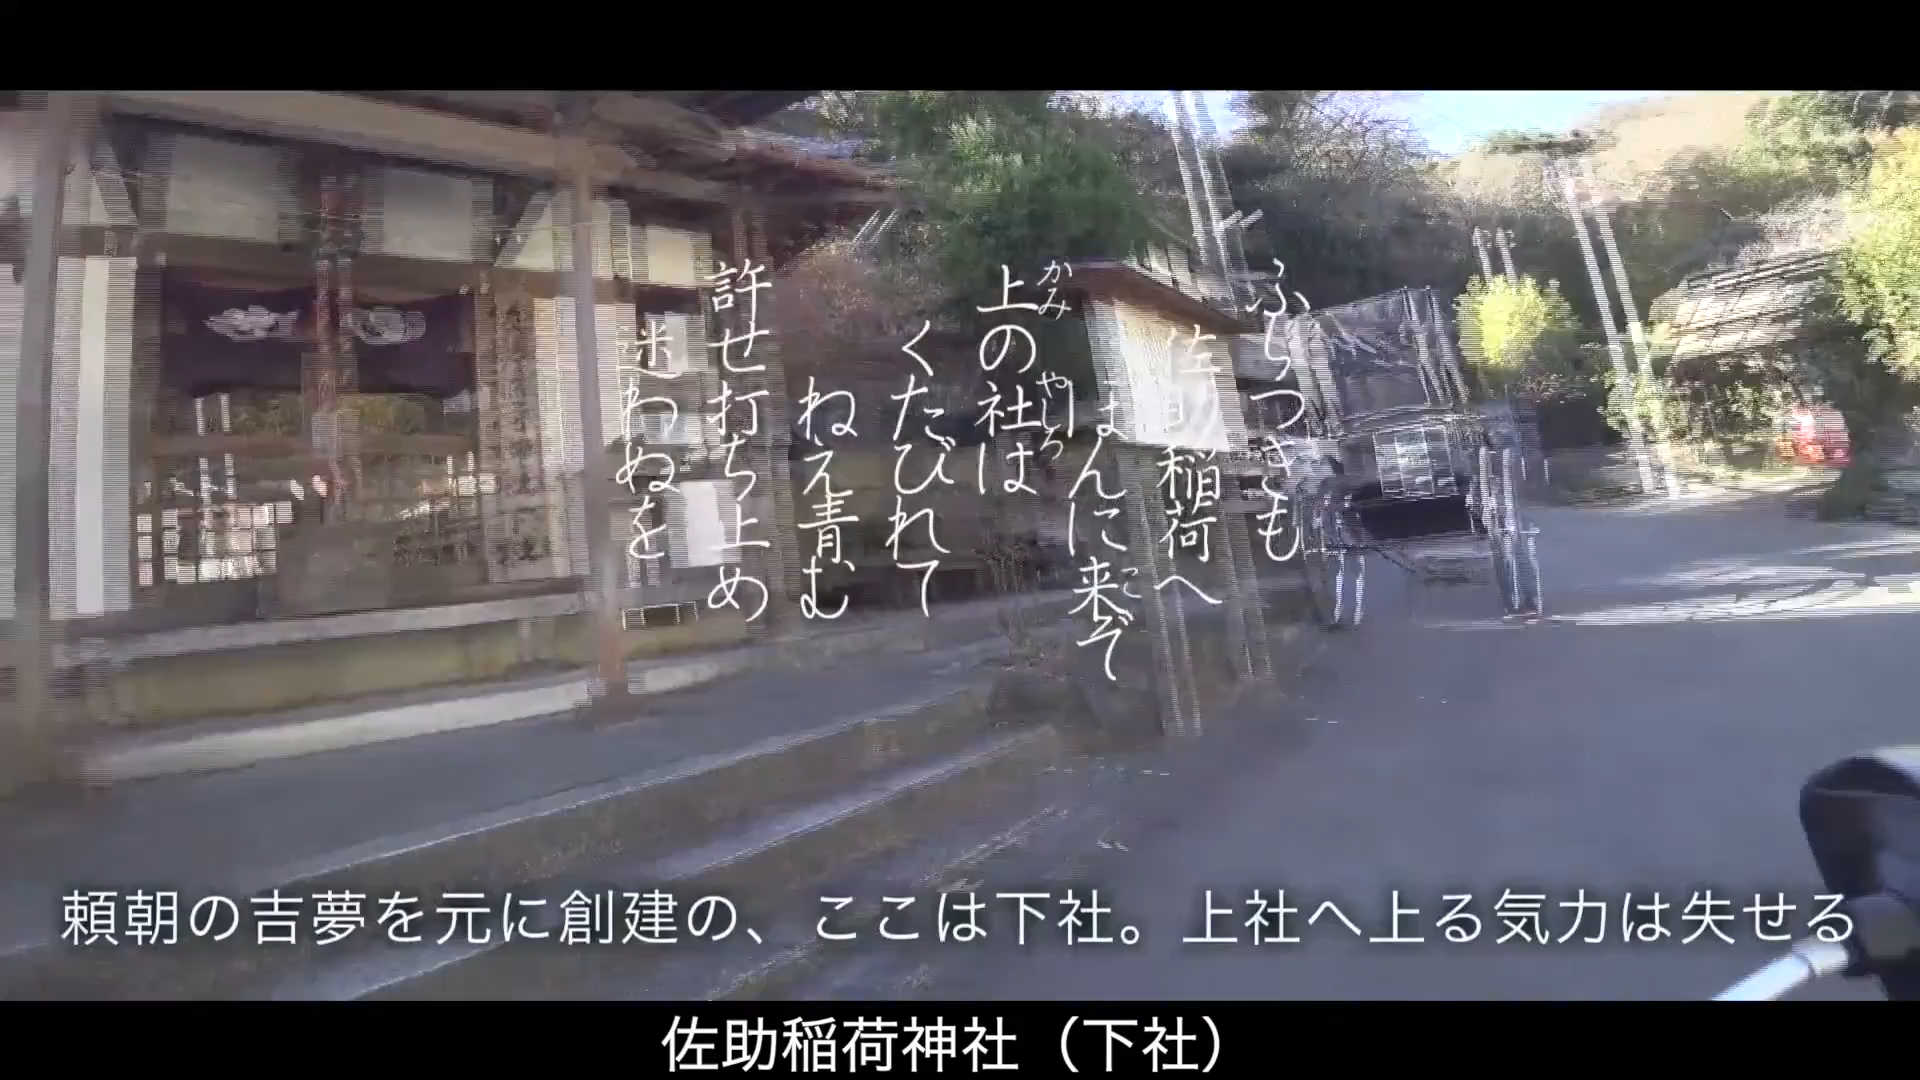 ふらつきも
佐助稲荷へ
ほんに来ぞ
こ
上の社は
かみ
やしろ
くたびれて
ねえ青む
許せ打ち上め
迷わぬを
頼朝の吉夢を元に創建の、ここは下社。上社へ上る気力は失せる
佐助稲荷神社（下社）